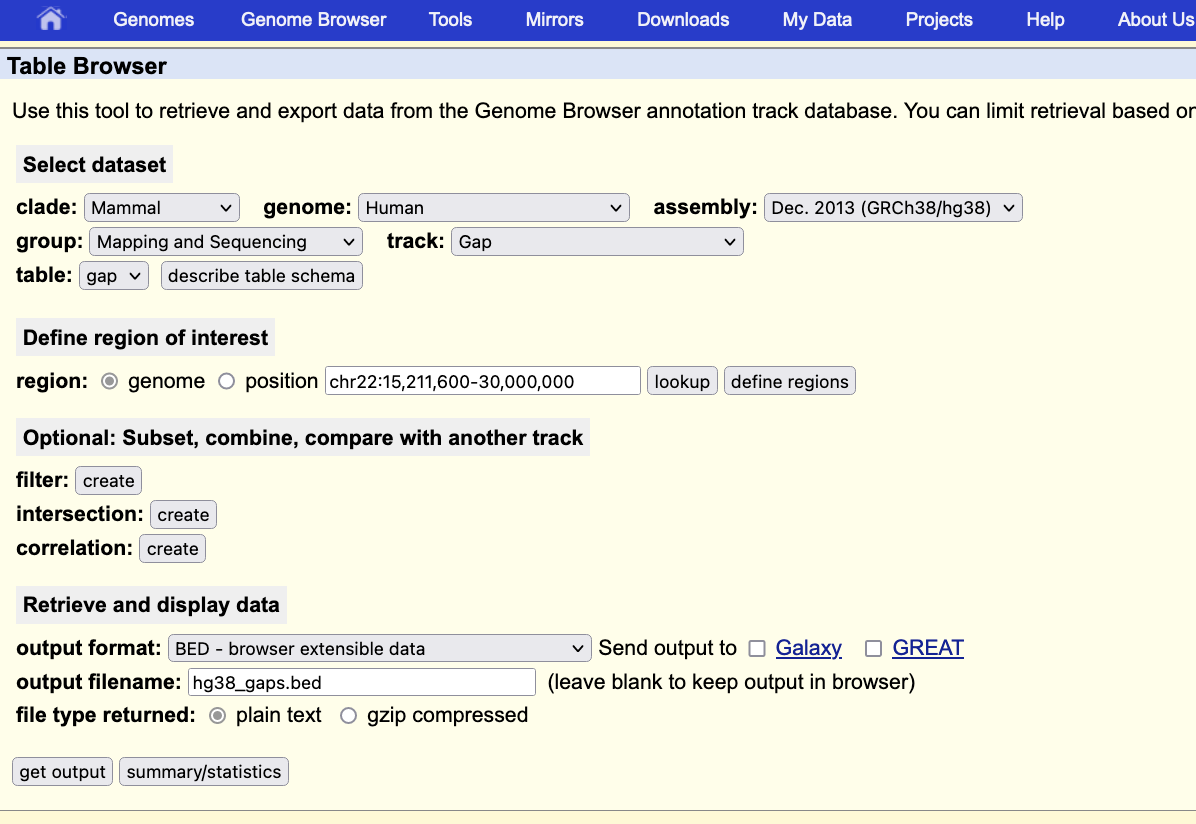 Genomes Genome Browser Tools Mirrors Downloads My Data Projects Help About Us
Table Browser
Use this tool to retrieve and export data from the Genome Browser annotation track database. You can limit retrieval based on
Select dataset
clade: Mammal genome: Human assembly: Dec. 2013 (GRCh38/hg38)
group: Mapping and Sequencing track: Gap
table: gap describe table schema
Define region of interest
region: genome position chr22:15,211,600-30,000,000 lookup define regions
Optional: Subset, combine, compare with another track
filter: create
intersection: create
correlation: create
Retrieve and display data
output format: BED - browser extensible data Send output to Galaxy GREAT
output filename: hg38_gaps.bed (leave blank to keep output in browser)
file type returned: plain text gzip compressed
get output summary/statistics